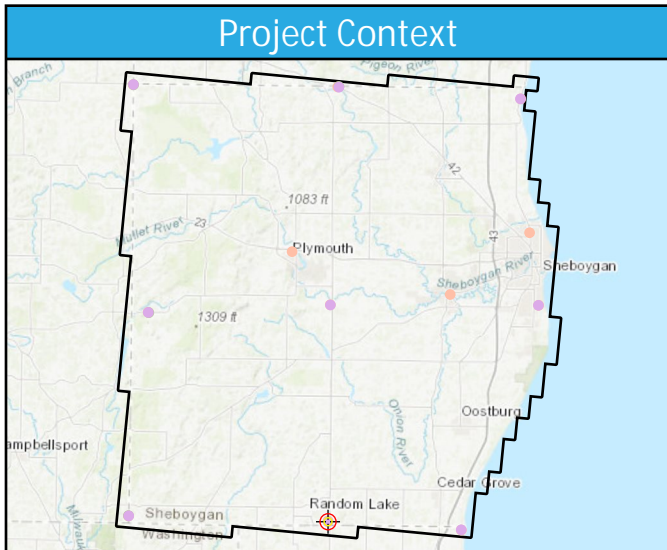 Project Context
n Branch
Pigeon River
42
1083 ft
Mullet River
23
43
Plymouth
Sheboygan River
Sheboygan
1309 ft
Onion River
Oostburg
ampbellsport
Cedar Grove
Random Lake
Sheboygan
Washington
Milwauk